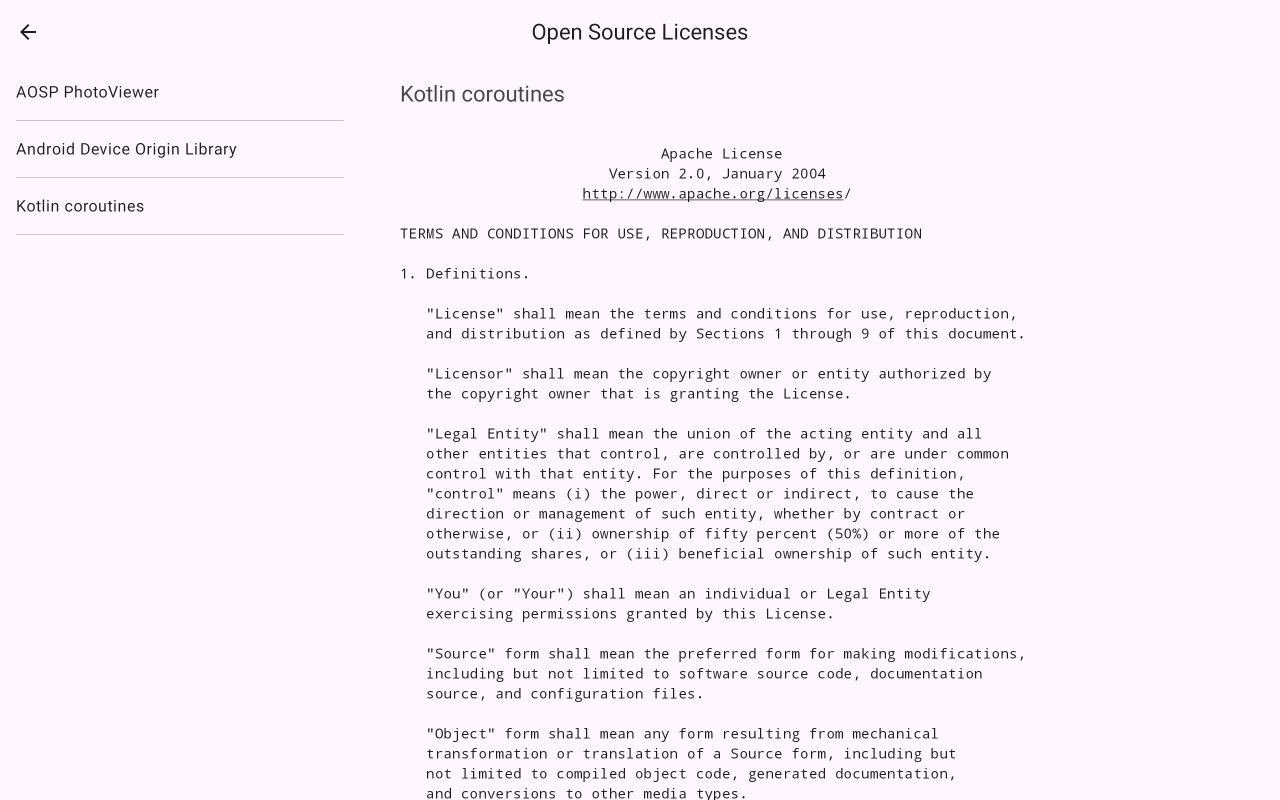 Open Source Licenses
AOSP PhotoViewer
Android Device Origin Library
Kotlin coroutines
Kotlin coroutines
Apache License
Version 2.0, January 2004
http://www.apache.org/licenses/
TERMS AND CONDITIONS FOR USE, REPRODUCTION, AND DISTRIBUTION
1. Definitions.
"License" shall mean the terms and conditions for use, reproduction,
and distribution as defined by Sections 1 through 9 of this document.
"Licensor" shall mean the copyright owner or entity authorized by
the copyright owner that is granting the License.
"Legal Entity" shall mean the union of the acting entity and all
other entities that control, are controlled by, or are under common
control with that entity. For the purposes of this definition,
"control" means (i) the power, direct or indirect, to cause the
direction or management of such entity, whether by contract or
otherwise, or (ii) ownership of fifty percent (50%) or more of the
outstanding shares, or (iii) beneficial ownership of such entity.
"You" (or "Your") shall mean an individual or Legal Entity
exercising permissions granted by this License.
"Source" form shall mean the preferred form for making modifications,
including but not limited to software source code, documentation
source, and configuration files.
"Object" form shall mean any form resulting from mechanical
transformation or translation of a Source form, including but
not limited to compiled object code, generated documentation,
and conversions to other media types.